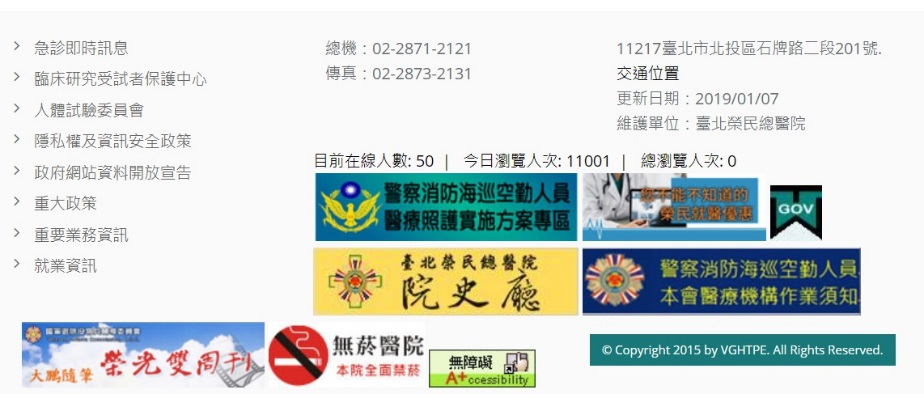 急診即時訊息
臨床研究受試者保護中心
人體試驗委員會
隱私權及資訊安全政策
政府網站資料開放宣告
重大政策
重要業務資訊
就業資訊
總機：02-2871-2121
傳真：02-2873-2131
11217臺北市北投區石牌路二段201號.
交通位置
更新日期：2019/01/07
維護單位：臺北榮民總醫院
目前在線人數: 50 | 今日瀏覽人次: 11001 | 總瀏覽人次: 0
警察消防海巡空勤人員
醫療照護實施方案專區
您不能不知道的
榮民就醫優惠
GOV
臺北榮民總醫院
院史廳
警察消防海巡空勤人員
本會醫療機構作業須知
大鵬隨筆 榮光雙周刊
無菸醫院
本院全面禁菸
無障礙
A+ccessibility
© Copyright 2015 by VGHTPE. All Rights Reserved.